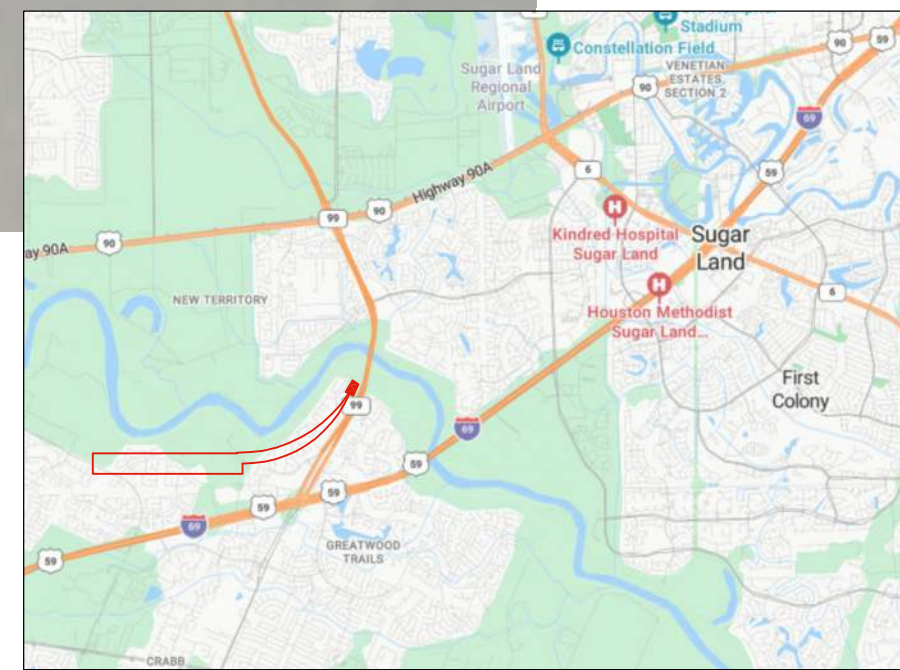 Stadium
Constellation Field
90
59
Sugar Land
Regional
Airport
VENETIAN
ESTATES,
SECTION 2
90
69
6
59
Highway 90A
99
90
ay 90A
90
Kindred Hospital
Sugar Land
Sugar
Land
NEW TERRITORY
6
Houston Methodist
Sugar Land...
First
Colony
99
69
59
59
59
69
59
GREATWOOD
TRAILS
CRABB